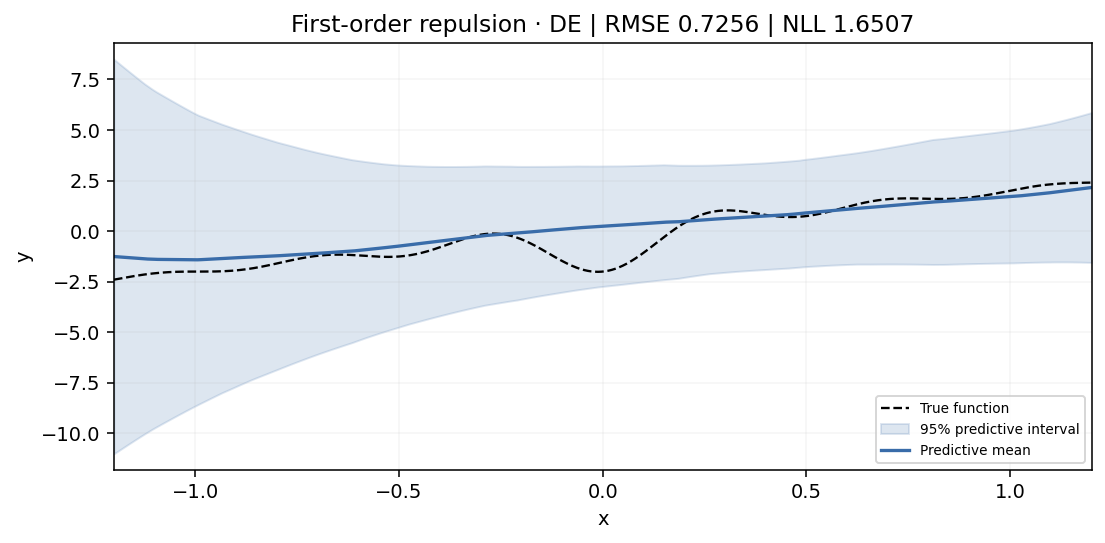 First-order repulsion · DE | RMSE 0.7256 | NLL 1.6507
y
7.5
5.0
2.5
0.0
−2.5
−5.0
−7.5
−10.0
True function
95% predictive interval
Predictive mean
−1.0 −0.5 0.0 0.5 1.0
x